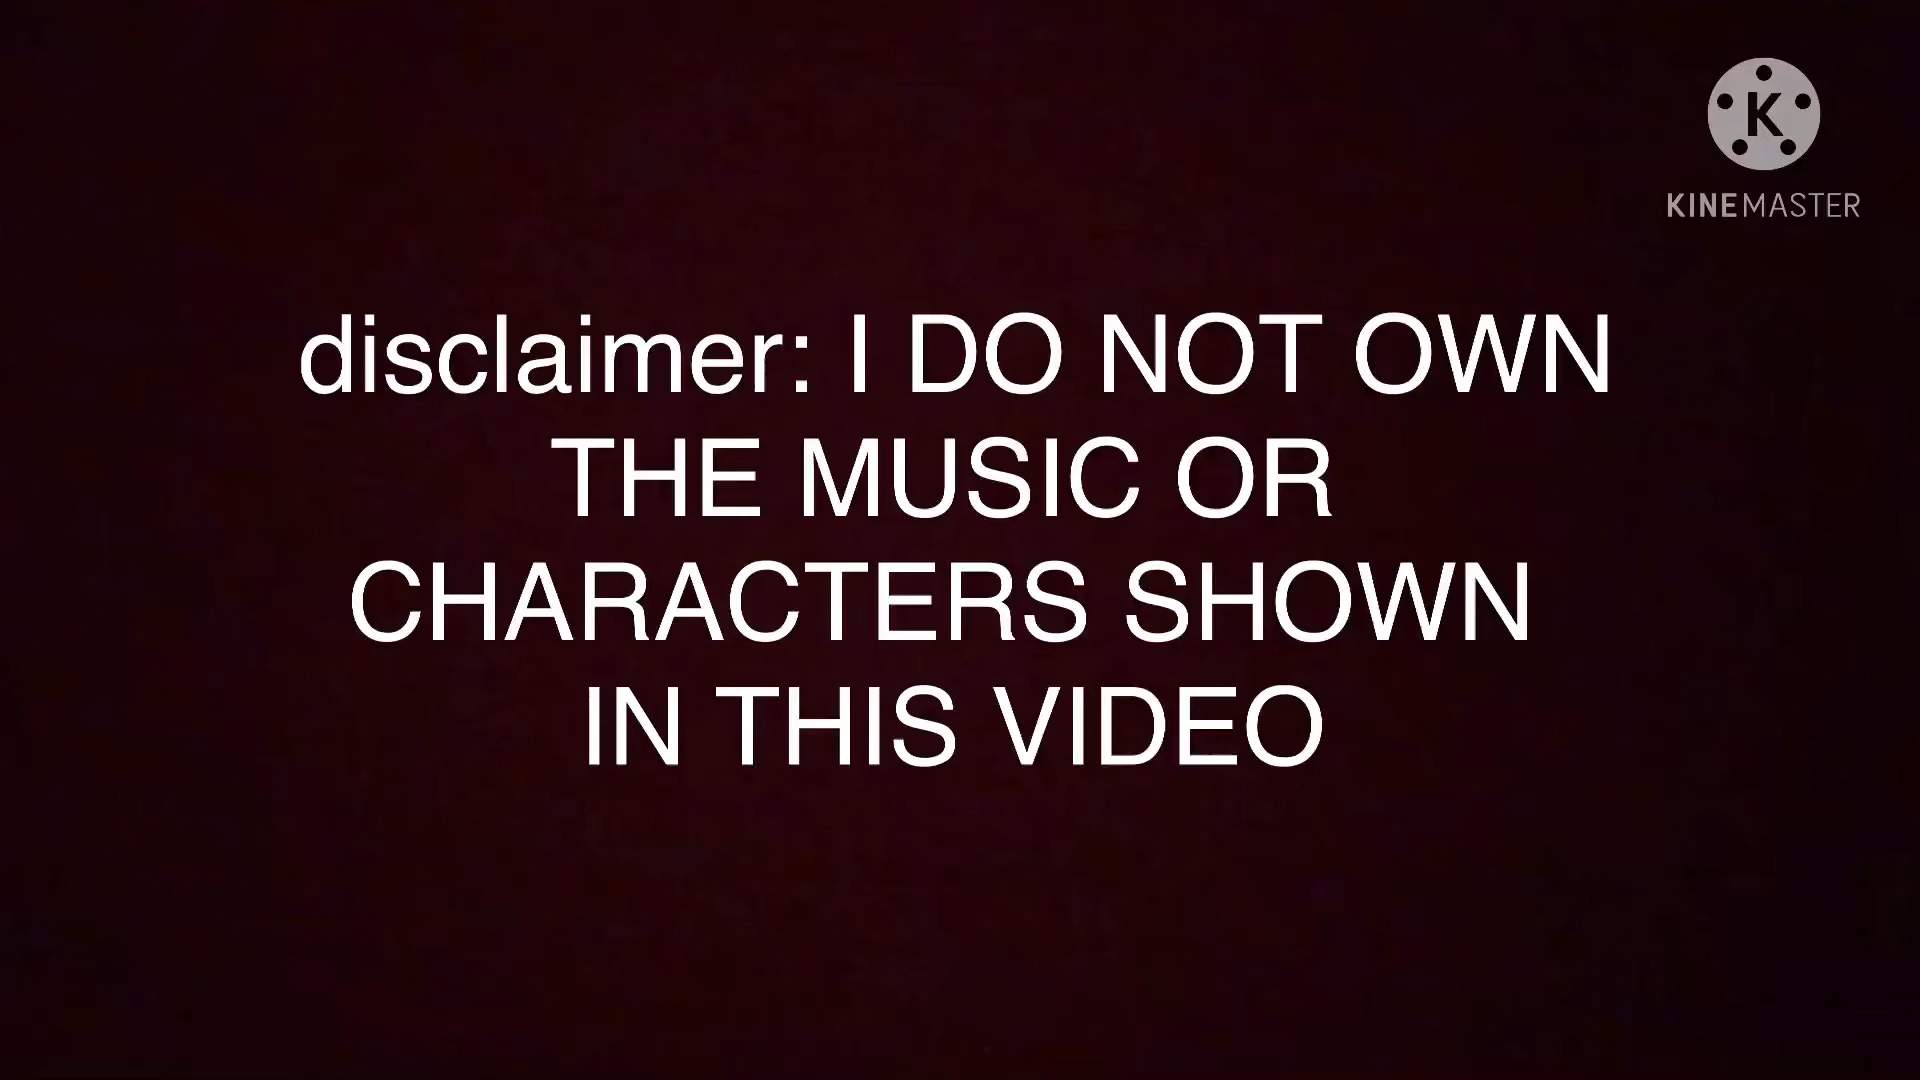 K
KINEMASTER
disclaimer: I DO NOT OWN
THE MUSIC OR
CHARACTERS SHOWN
IN THIS VIDEO